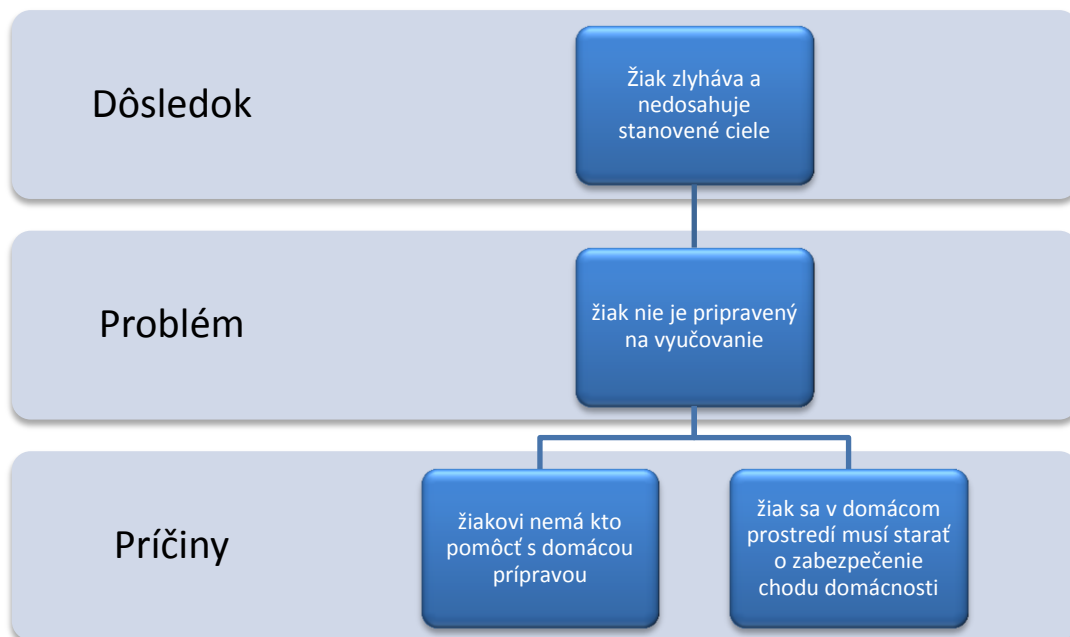 Dôsledok
Žiak zlyháva a
nedosahuje
stanovené ciele
Problém
žiak nie je pripravený
na vyučovanie
Príčiny
žiakovi nemá kto
pomôcť s domácou
prípravou
žiak sa v domácom
prostredí musí starať
o zabezpečenie
chodu domácnosti